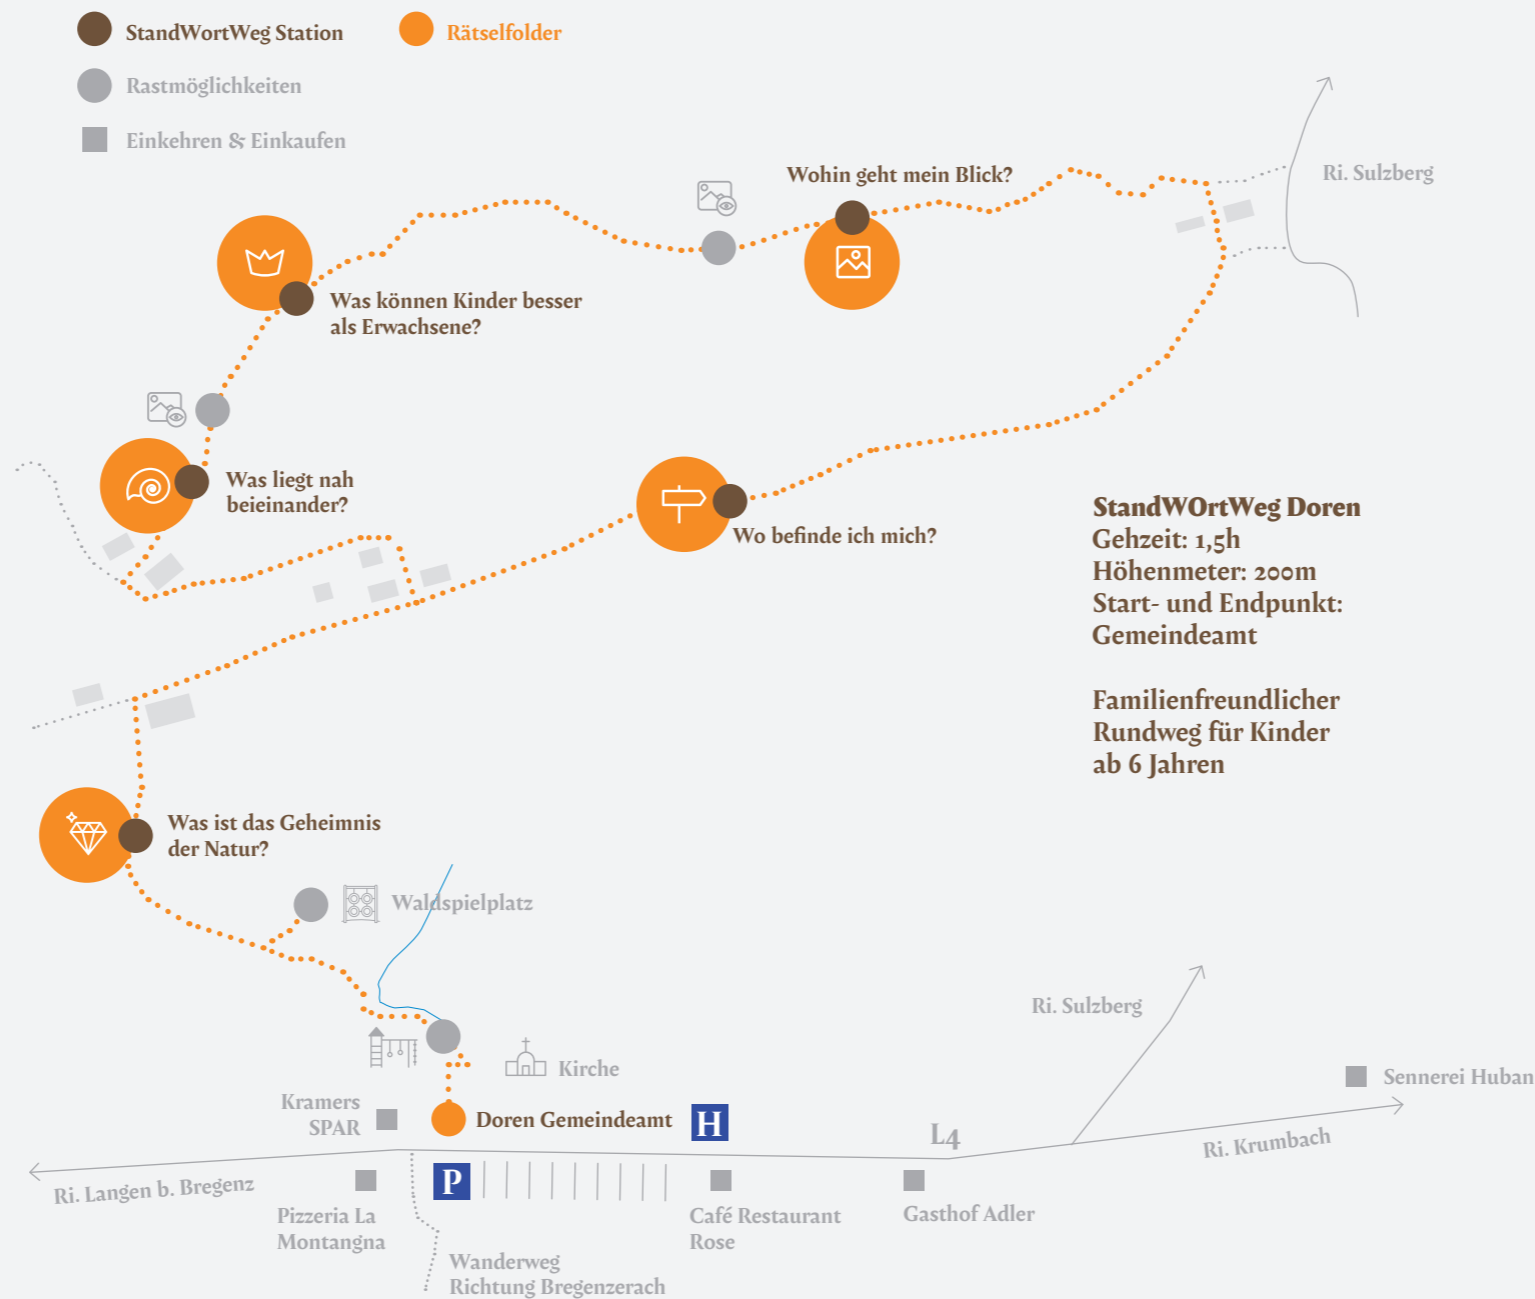 StandWortWeg Station
Rätselfolder
Rastmöglichkeiten
Einkehren & Einkaufen
Wohin geht mein Blick?
Ri. Sulzberg
Was können Kinder besser
als Erwachsene?
Was liegt nah
beieinander?
Wo befinde ich mich?
StandWOrtWeg Doren
Gehzeit: 1,5h
Höhenmeter: 200m
Start- und Endpunkt:
Gemeindeamt
Familienfreundlicher
Rundweg für Kinder
ab 6 Jahren
Was ist das Geheimnis
der Natur?
Waldspielplatz
Ri. Sulzberg
Kirche
Sennerei Huban
Kramers
SPAR
Doren Gemeindeamt
H
L4
Ri. Krumbach
Ri. Langen b. Bregenz
P
Pizzeria La
Montangna
Café Restaurant
Rose
Gasthof Adler
Wanderweg
Richtung Bregenzerach